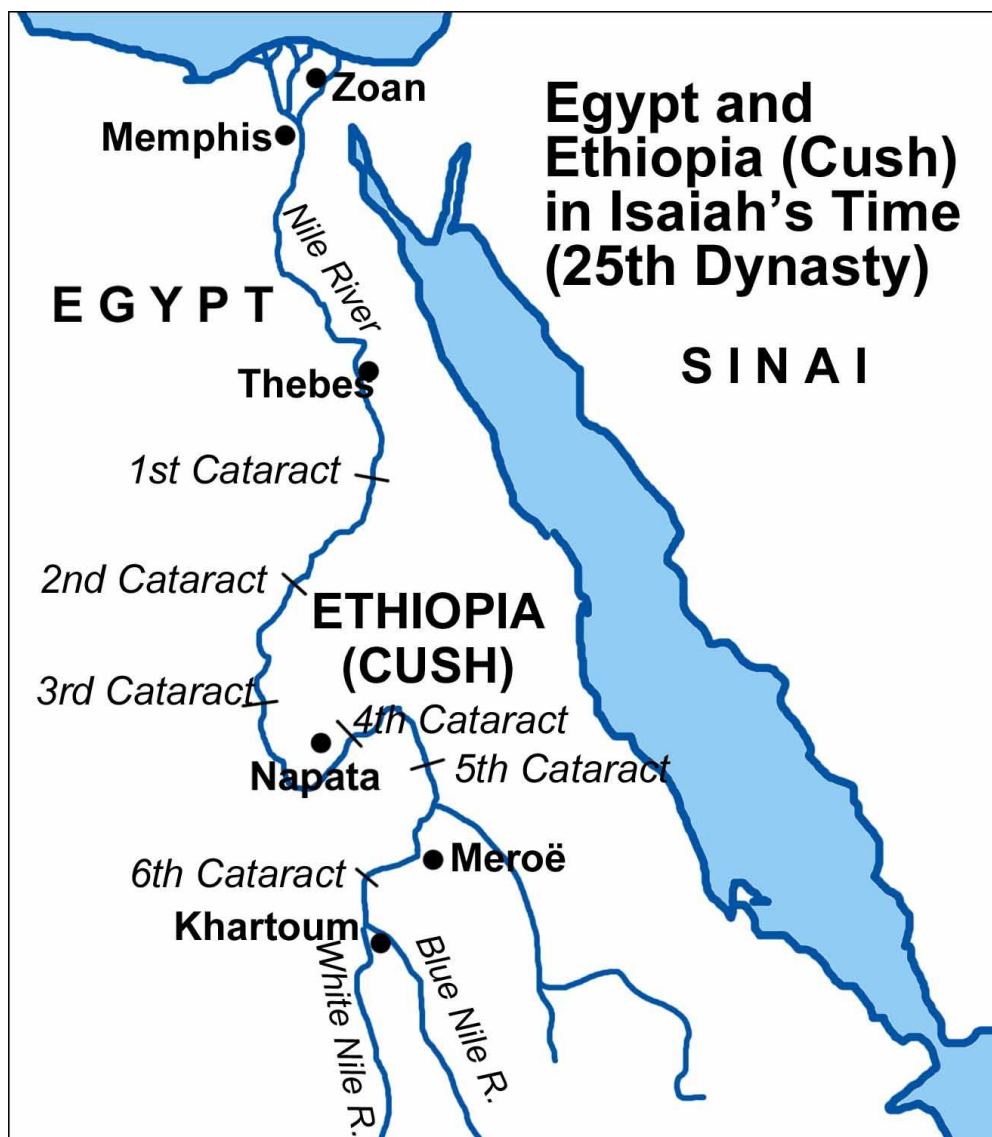 Zoan
Memphis
Egypt and
Ethiopia (Cush)
in Isaiah's Time
(25th Dynasty)
Nile River
EGYPT
SINAI
Thebes
1st Cataract
2nd Cataract
ETHIOPIA
(CUSH)
3rd Cataract
4th Cataract
5th Cataract
Napata
Meroë
6th Cataract
Khartoum
White Nile R.
Blue Nile R.